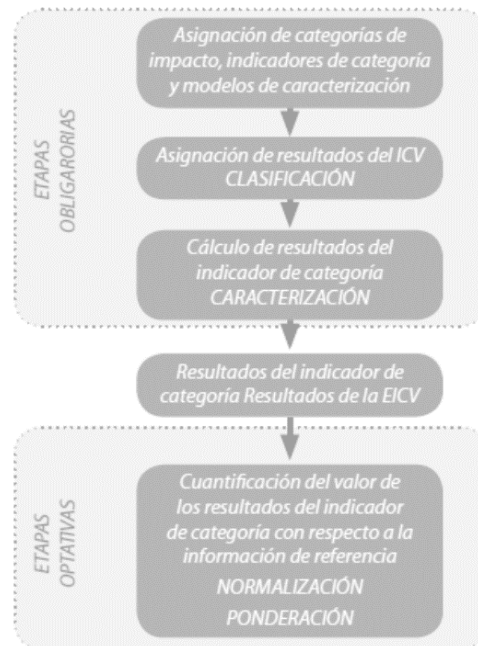 ETAPAS
OBLIGARORIAS
Asignación de categorías de
impacto, indicadores de categoría
y modelos de caracterización
Asignación de resultados del ICV
CLASIFICACIÓN
Cálculo de resultados del
indicador de categoría
CARACTERIZACIÓN
Resultados del indicador de
categoría Resultados de la EICV
ETAPAS
OPTATIVAS
Cuantificación del valor de
los resultados del indicador
de categoría con respecto a la
información de referencia
NORMALIZACIÓN
PONDERACIÓN